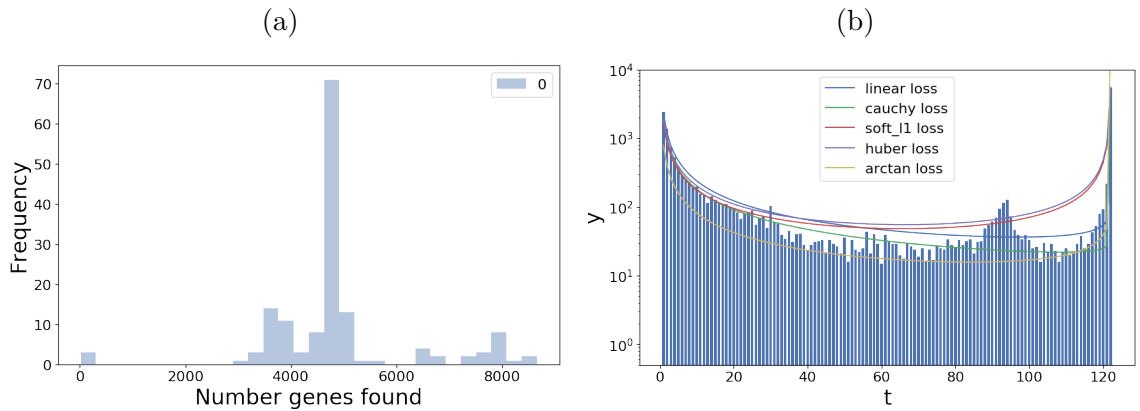 (a)
70
60
50
40
30
20
10
0
0
2000
4000
6000
8000
Frequency
Number genes found
0
(b)
10^4
10^3
10^2
10^1
10^0
0
20
40
60
80
100
120
y
t
linear loss
cauchy loss
soft_l1 loss
huber loss
arctan loss